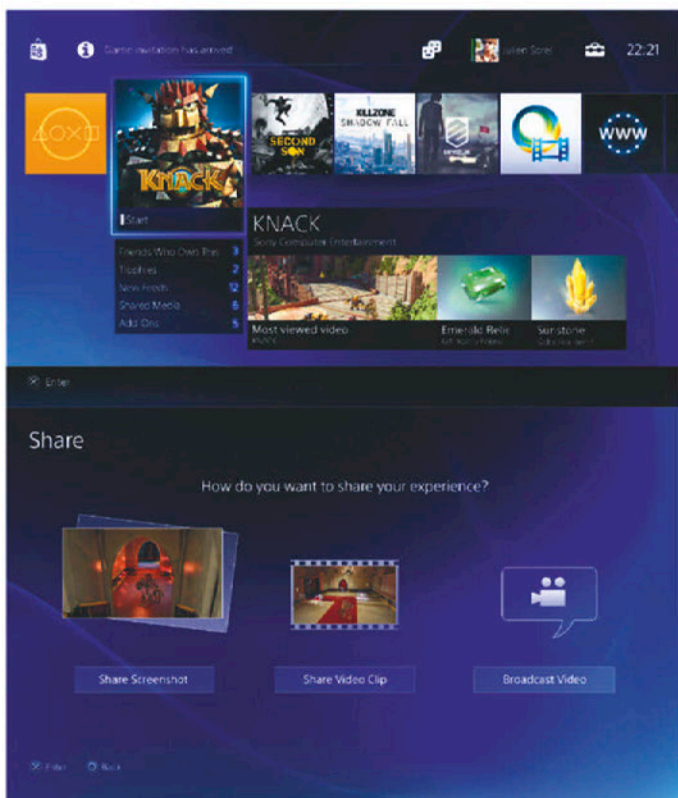 Game invitation has arrived
Julien Sorel
22:21
KNACK
SECOND
SON
KILLZONE
SHADOW FALL
www
Start
KNACK
Sony Computer Entertainment
Friends Who Own This 3
Trophies 2
New Feeds 12
Shared Media 6
Add-Ons 5
Most viewed video
KNACK
Emerald Relic
Sunstone
Enter
Share
How do you want to share your experience?
Share Screenshot
Share Video Clip
Broadcast Video
Enter
Back